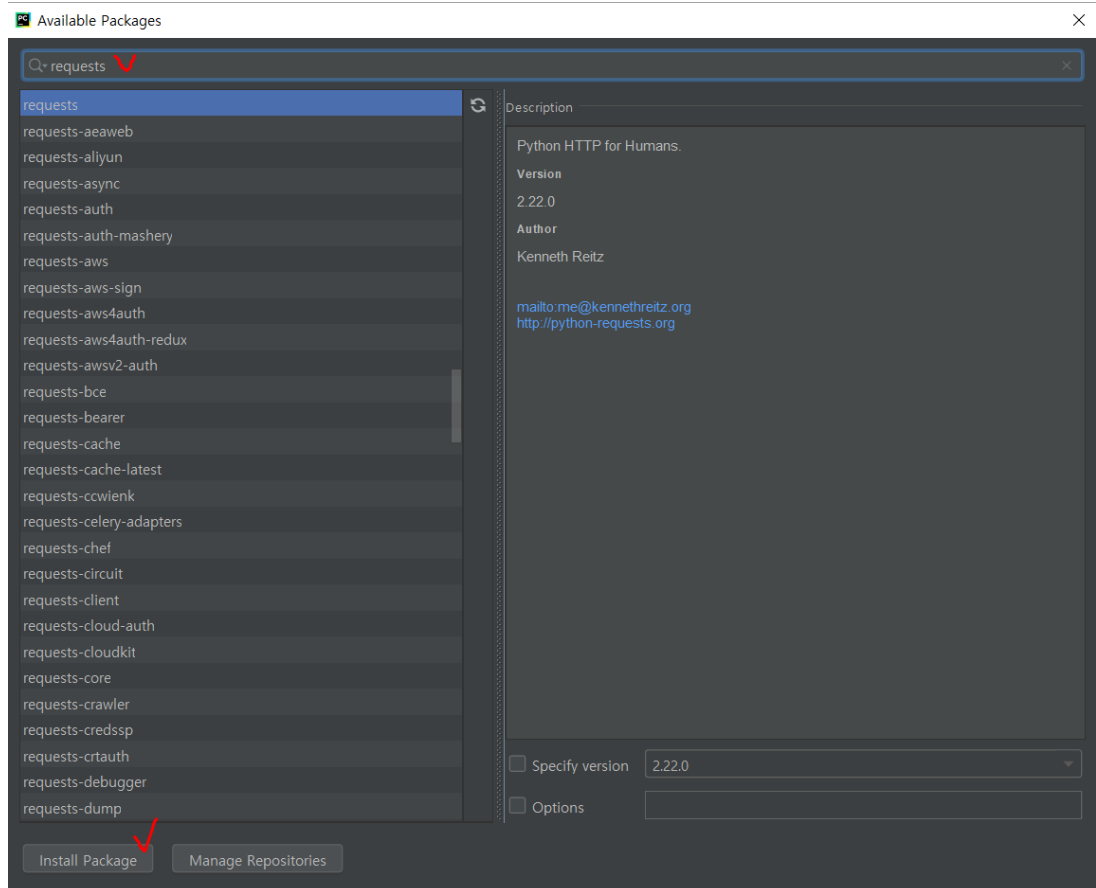 Available Packages
requests
requests
requests-aeaweb
requests-aliyun
requests-async
requests-auth
requests-auth-mashery
requests-aws
requests-aws-sign
requests-aws4auth
requests-aws4auth-redux
requests-awsv2-auth
requests-bce
requests-bearer
requests-cache
requests-cache-latest
requests-ccwienk
requests-celery-adapters
requests-chef
requests-circuit
requests-client
requests-cloud-auth
requests-cloudkit
requests-core
requests-crawler
requests-credssp
requests-crtauth
requests-debugger
requests-dump
Description
Python HTTP for Humans.
Version
2.22.0
Author
Kenneth Reitz
mailto:me@kennethreitz.org
http://python-requests.org
Specify version 2.22.0
Options
Install Package Manage Repositories